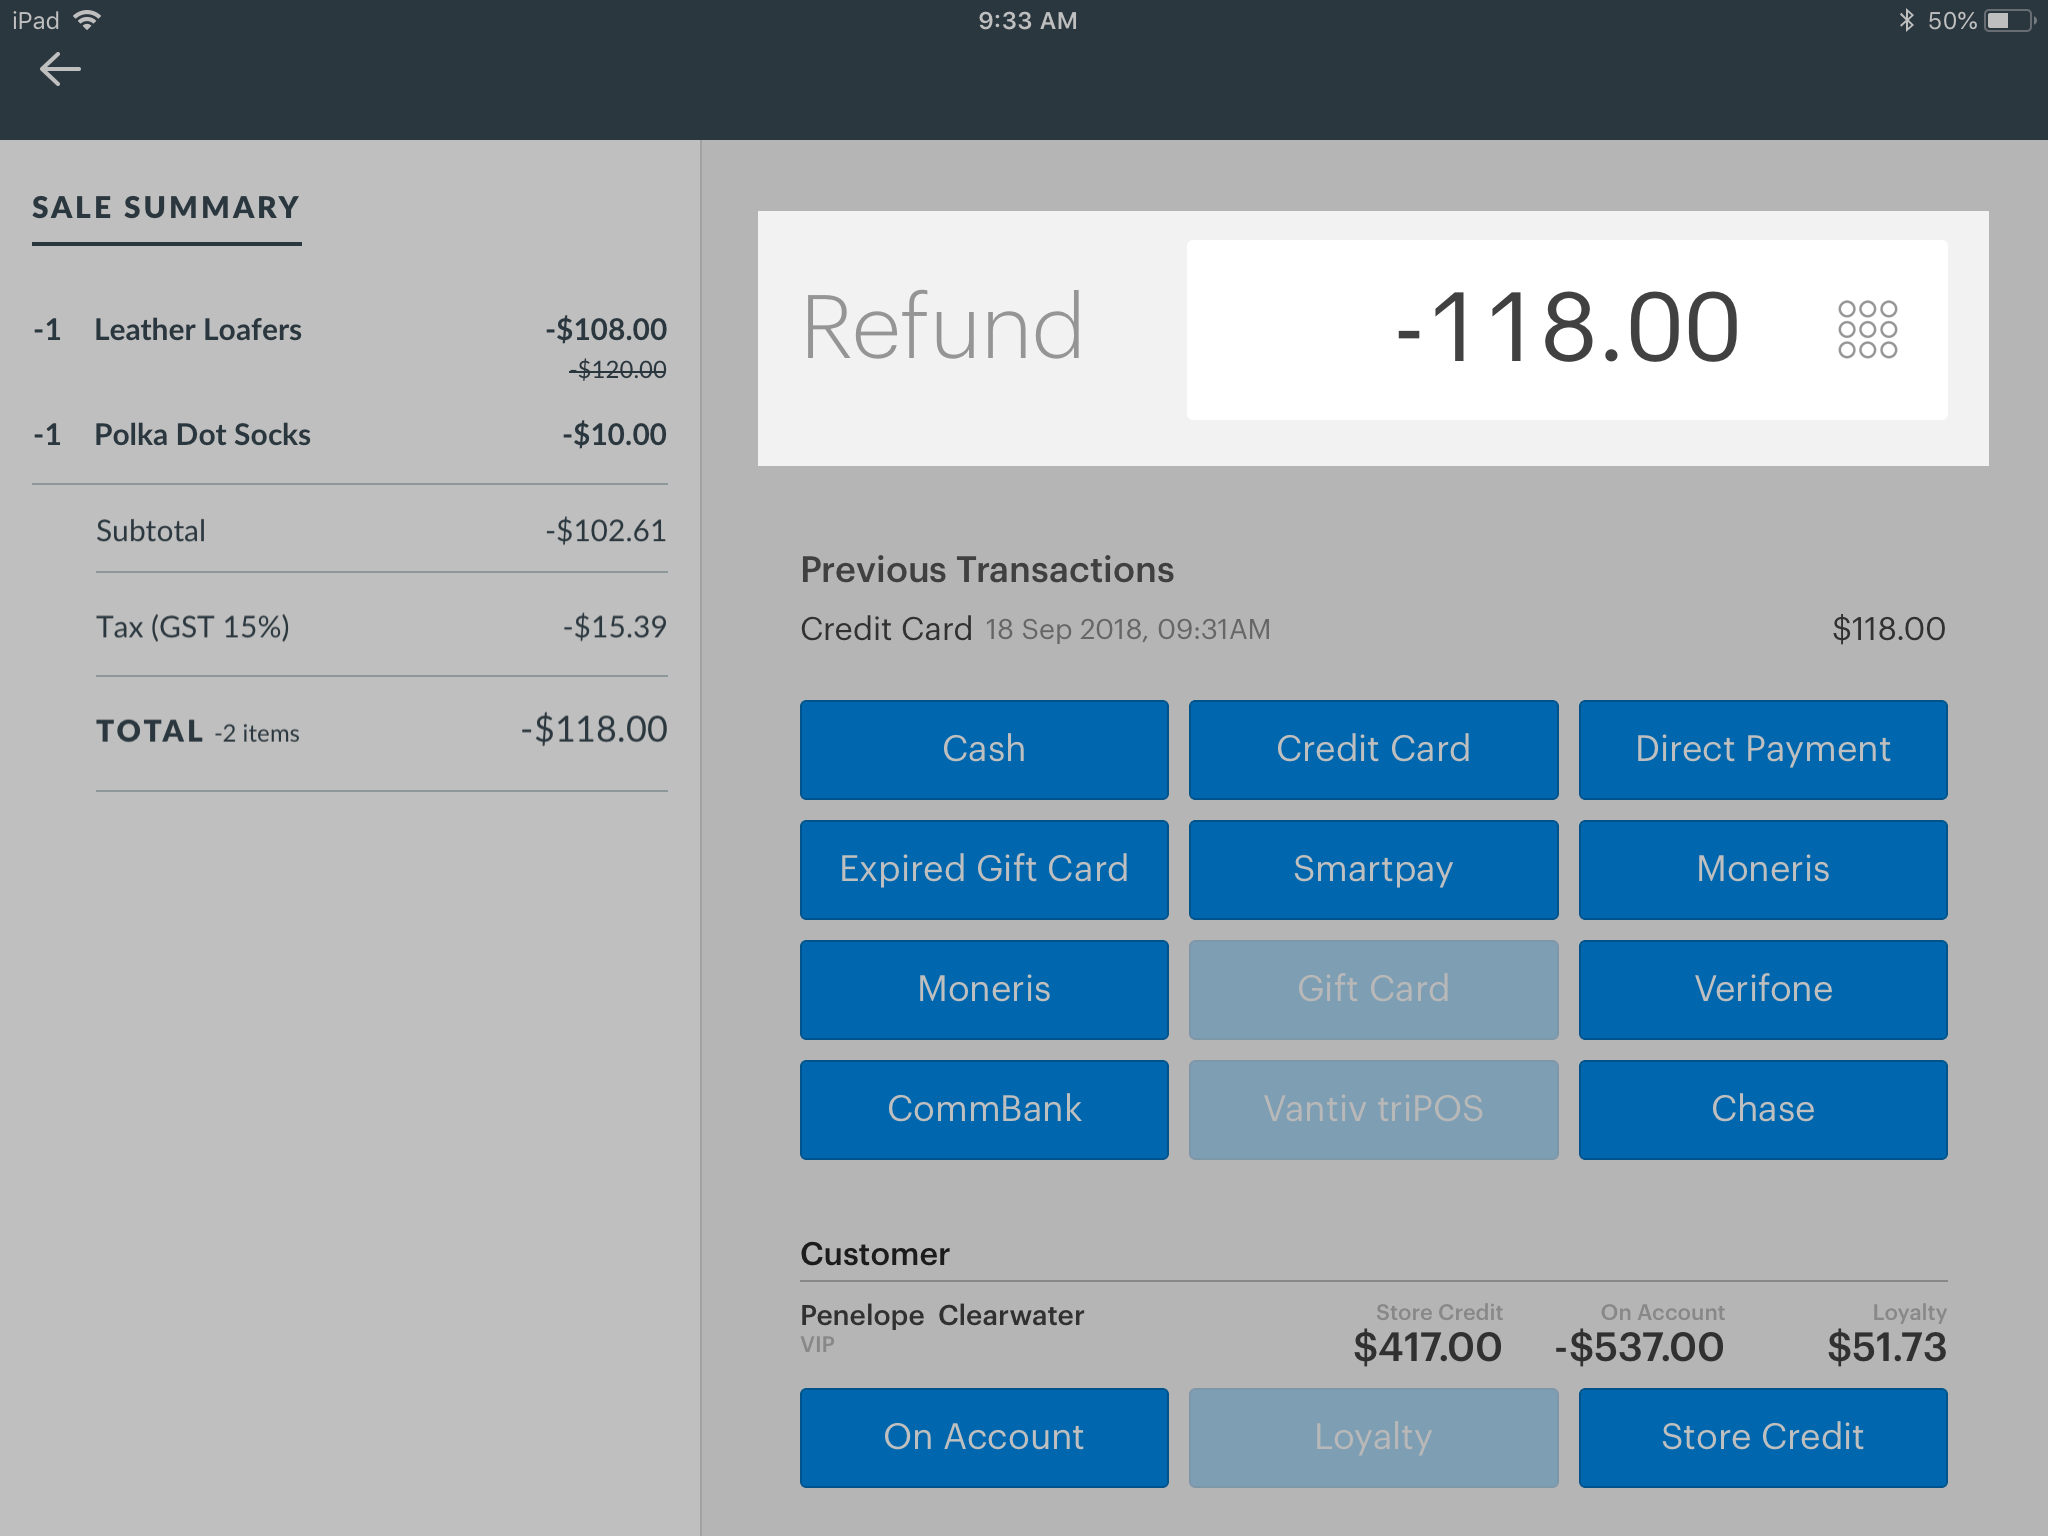 iPad 9:33 AM 50%
SALE SUMMARY
-1 Leather Loafers -$108.00
-$120.00
-1 Polka Dot Socks -$10.00
Subtotal -$102.61
Tax (GST 15%) -$15.39
TOTAL -2 items -$118.00
Refund -118.00
Previous Transactions
Credit Card 18 Sep 2018, 09:31AM $118.00
Cash Credit Card Direct Payment
Expired Gift Card Smartpay Moneris
Moneris Gift Card Verifone
CommBank Vantiv triPOS Chase
Customer
Penelope Clearwater Store Credit On Account Loyalty
VIP $417.00 -$537.00 $51.73
On Account Loyalty Store Credit